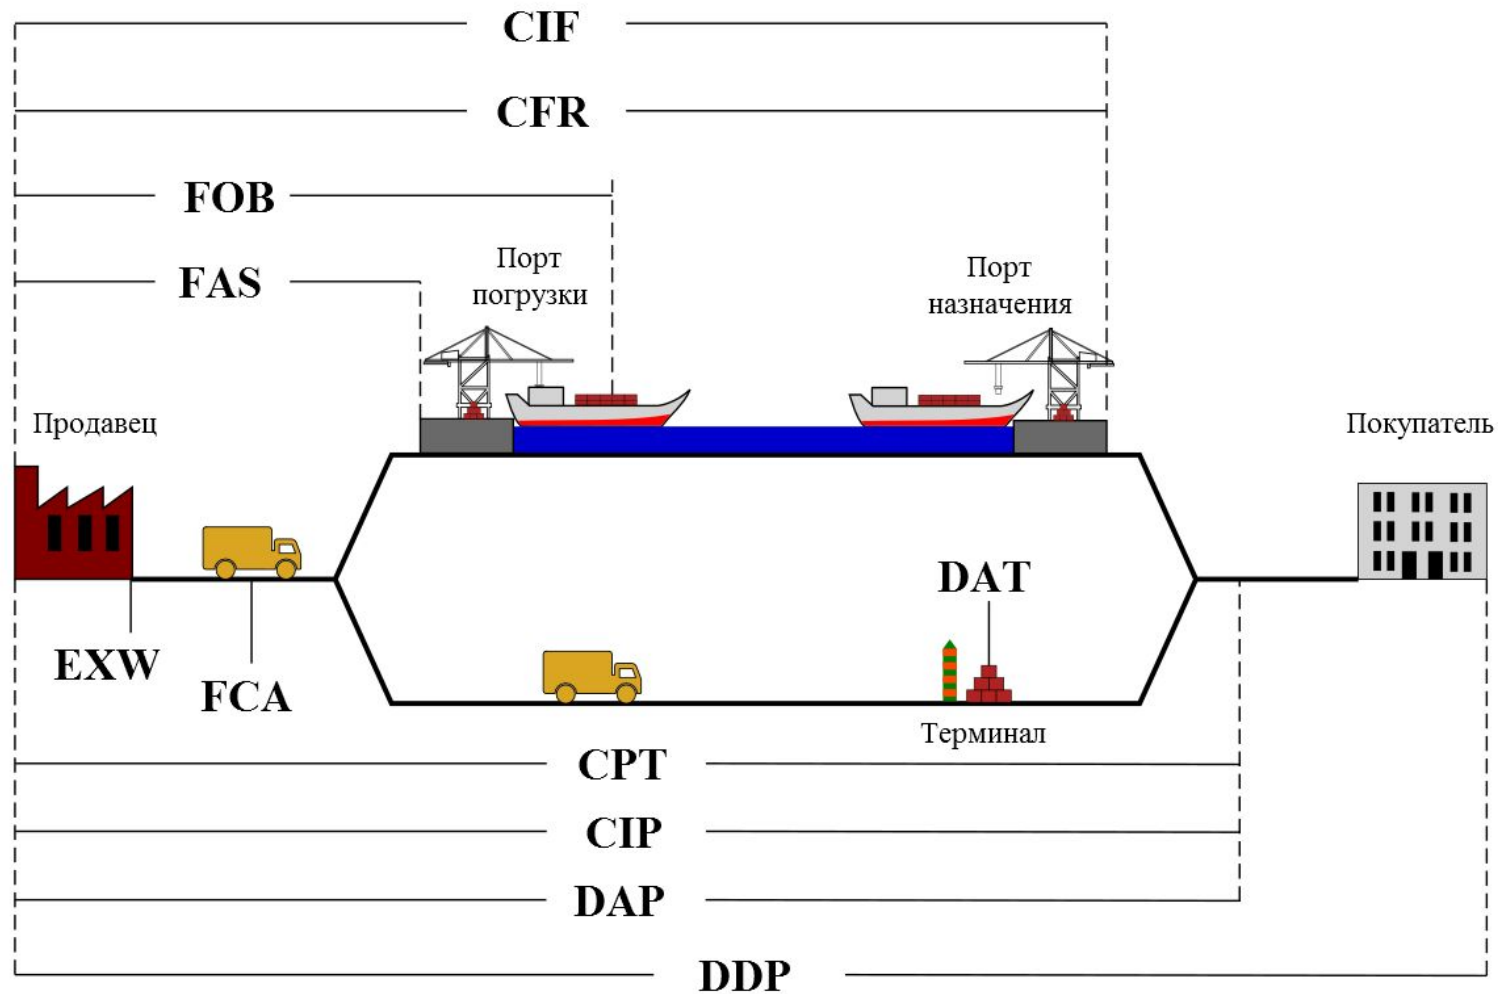 CIF
CFR
FOB
FAS
Порт
погрузки
Порт
назначения
Продавец
Покупатель
DAT
EXW
FCA
Терминал
CPT
CIP
DAP
DDP